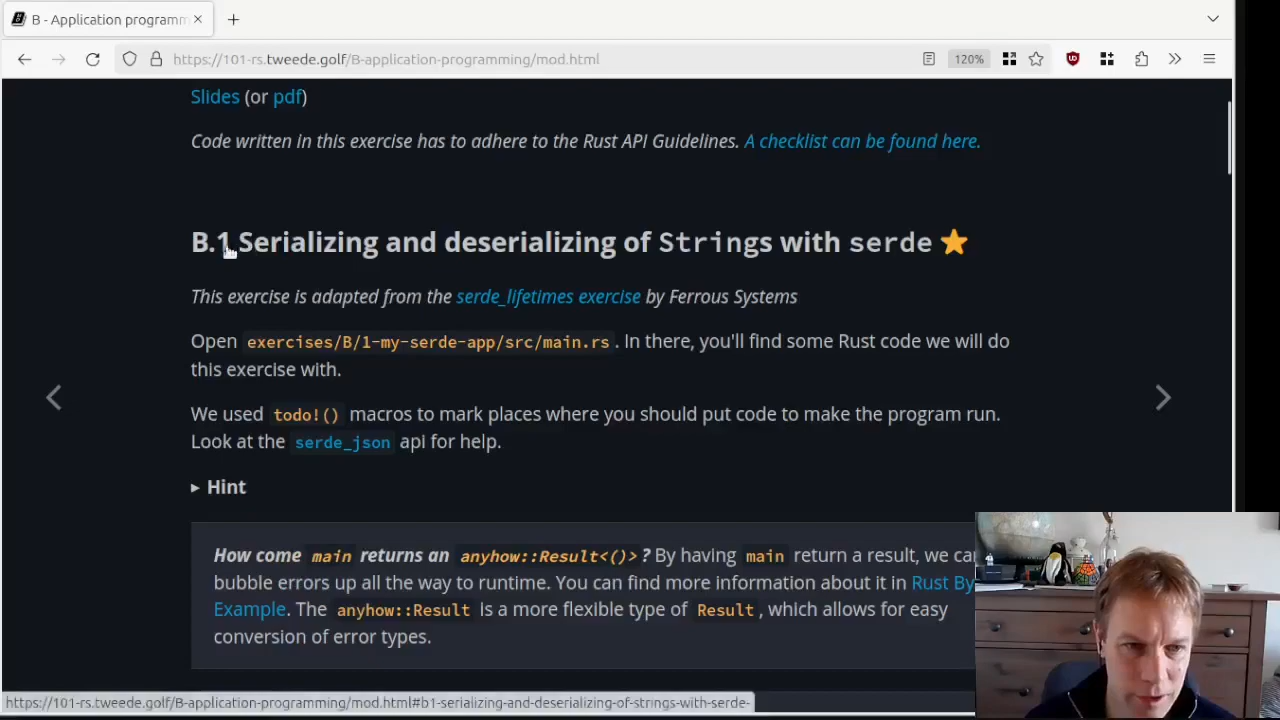 B - Application programm
https://101-rs.tweede.golf/B-application-programming/mod.html
120%
Slides (or pdf)
Code written in this exercise has to adhere to the Rust API Guidelines. A checklist can be found here.
B.1 Serializing and deserializing of Strings with serde
This exercise is adapted from the serde_lifetimes exercise by Ferrous Systems
Open exercises/B/1-my-serde-app/src/main.rs. In there, you'll find some Rust code we will do
this exercise with.
We used todo!() macros to mark places where you should put code to make the program run.
Look at the serde_json api for help.
Hint
How come main returns an anyhow::Result<()>? By having main return a result, we can
bubble errors up all the way to runtime. You can find more information about it in Rust By
Example. The anyhow::Result is a more flexible type of Result, which allows for easy
conversion of error types.
https://101-rs.tweede.golf/B-application-programming/mod.html#b1-serializing-and-deserializing-of-strings-with-serde-